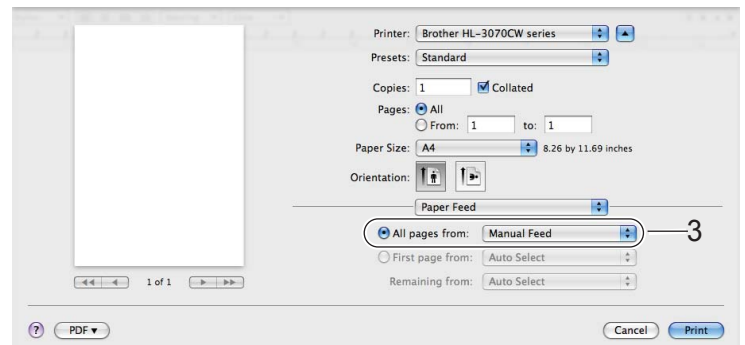 Printer: Brother HL-3070CW series
Presets: Standard
Copies: 1 Collated
Pages: All
From: 1 to: 1
Paper Size: A4 8.26 by 11.69 inches
Orientation:
Paper Feed
All pages from: Manual Feed 3
First page from: Auto Select
Remaining from: Auto Select
1 of 1
? PDF ▾ Cancel Print